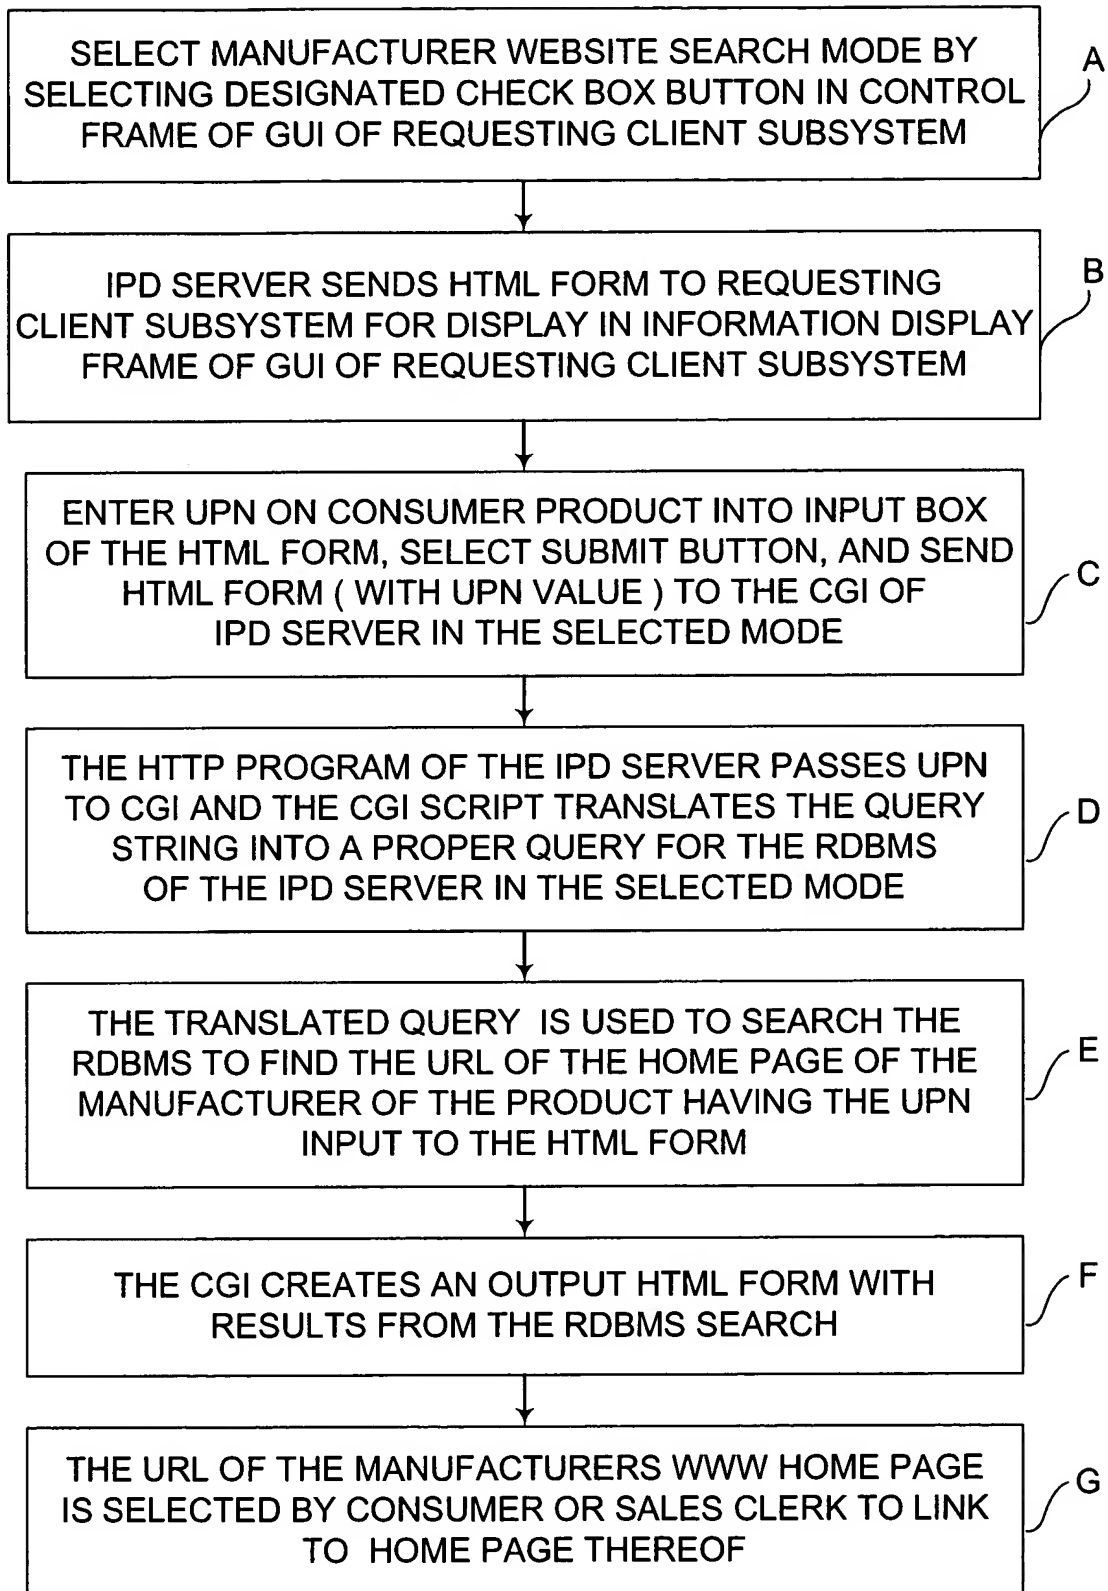 SELECT MANUFACTURER WEBSITE SEARCH MODE BY
SELECTING DESIGNATED CHECK BOX BUTTON IN CONTROL
FRAME OF GUI OF REQUESTING CLIENT SUBSYSTEM
A
IPD SERVER SENDS HTML FORM TO REQUESTING
CLIENT SUBSYSTEM FOR DISPLAY IN INFORMATION DISPLAY
FRAME OF GUI OF REQUESTING CLIENT SUBSYSTEM
B
ENTER UPN ON CONSUMER PRODUCT INTO INPUT BOX
OF THE HTML FORM, SELECT SUBMIT BUTTON, AND SEND
HTML FORM ( WITH UPN VALUE ) TO THE CGI OF
IPD SERVER IN THE SELECTED MODE
C
THE HTTP PROGRAM OF THE IPD SERVER PASSES UPN
TO CGI AND THE CGI SCRIPT TRANSLATES THE QUERY
STRING INTO A PROPER QUERY FOR THE RDBMS
OF THE IPD SERVER IN THE SELECTED MODE
D
THE TRANSLATED QUERY IS USED TO SEARCH THE
RDBMS TO FIND THE URL OF THE HOME PAGE OF THE
MANUFACTURER OF THE PRODUCT HAVING THE UPN
INPUT TO THE HTML FORM
E
THE CGI CREATES AN OUTPUT HTML FORM WITH
RESULTS FROM THE RDBMS SEARCH
F
THE URL OF THE MANUFACTURERS WWW HOME PAGE
IS SELECTED BY CONSUMER OR SALES CLERK TO LINK
TO HOME PAGE THEREOF
G